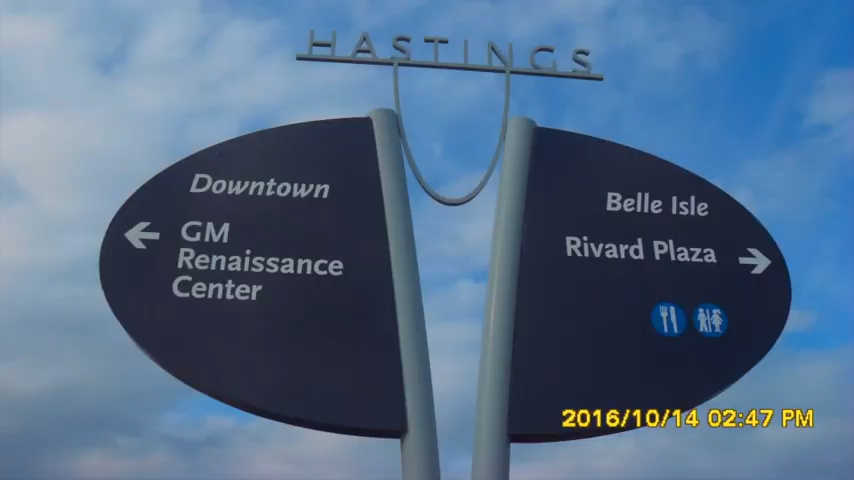 HASTINGS
Downtown
GM
Renaissance
Center
Belle Isle
Rivard Plaza
2016/10/14 02:47 PM